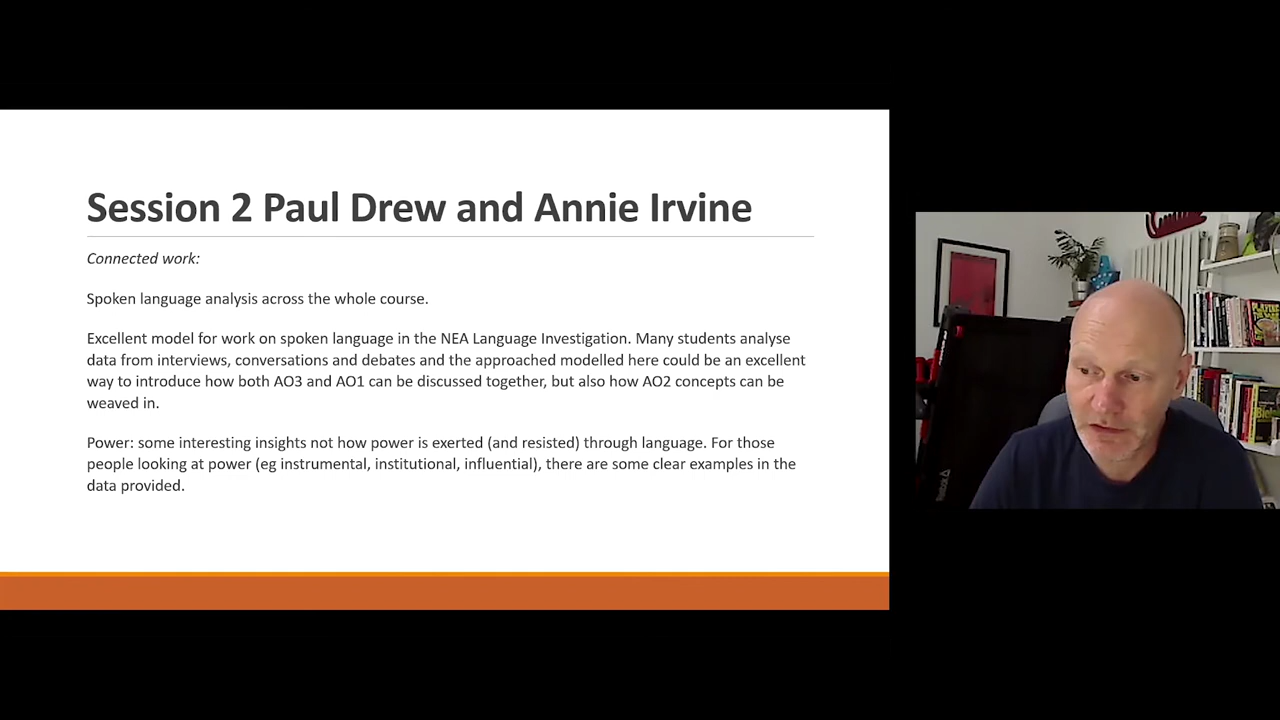 Session 2 Paul Drew and Annie Irvine
Connected work:
Spoken language analysis across the whole course.
Excellent model for work on spoken language in the NEA Language Investigation. Many students analyse
data from interviews, conversations and debates and the approached modelled here could be an excellent
way to introduce how both AO3 and AO1 can be discussed together, but also how AO2 concepts can be
weaved in.
Power: some interesting insights not how power is exerted (and resisted) through language. For those
people looking at power (eg instrumental, institutional, influential), there are some clear examples in the
data provided.
Reebok